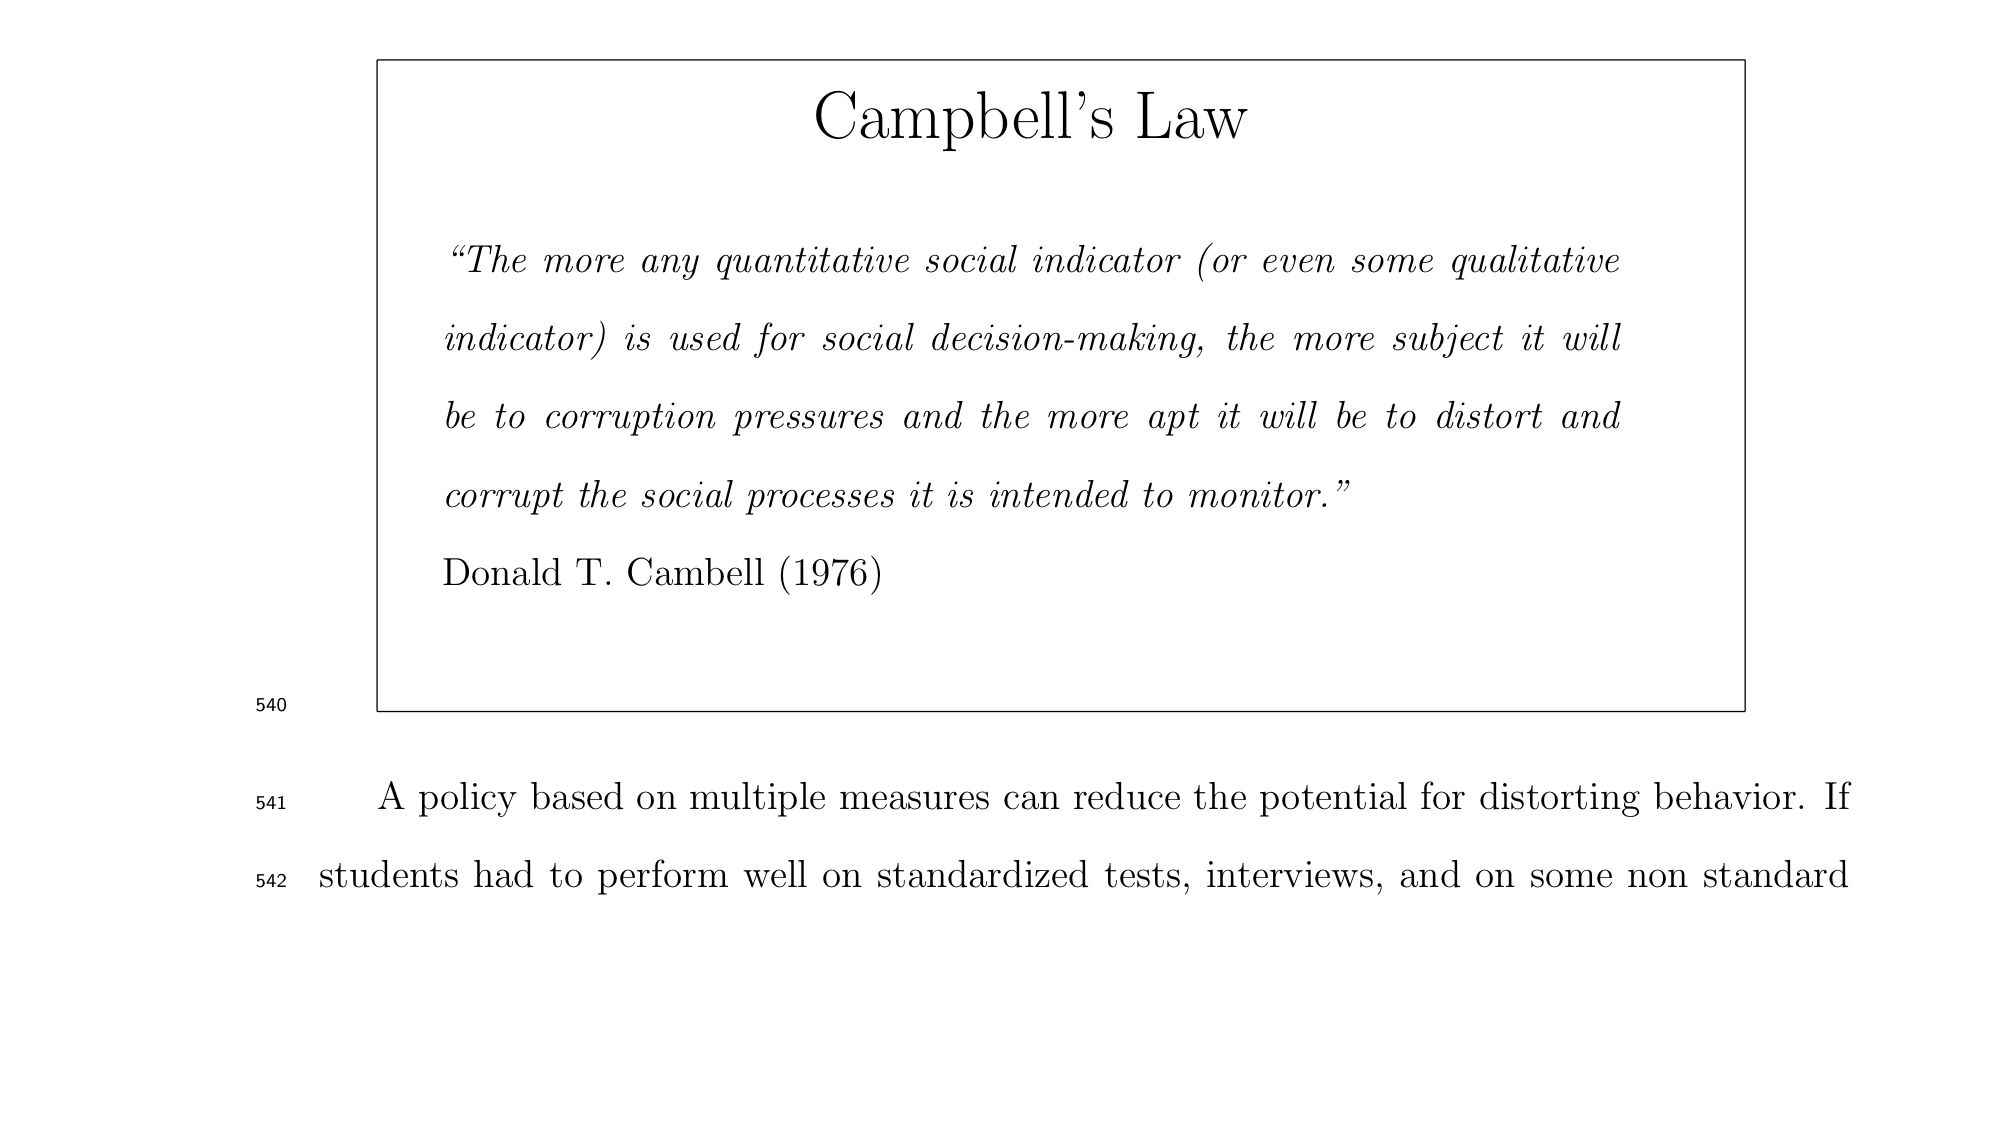 Campbell's Law
“The more any quantitative social indicator (or even some qualitative
indicator) is used for social decision-making, the more subject it will
be to corruption pressures and the more apt it will be to distort and
corrupt the social processes it is intended to monitor.”
Donald T. Cambell (1976)
540
541 A policy based on multiple measures can reduce the potential for distorting behavior. If
542 students had to perform well on standardized tests, interviews, and on some non standard